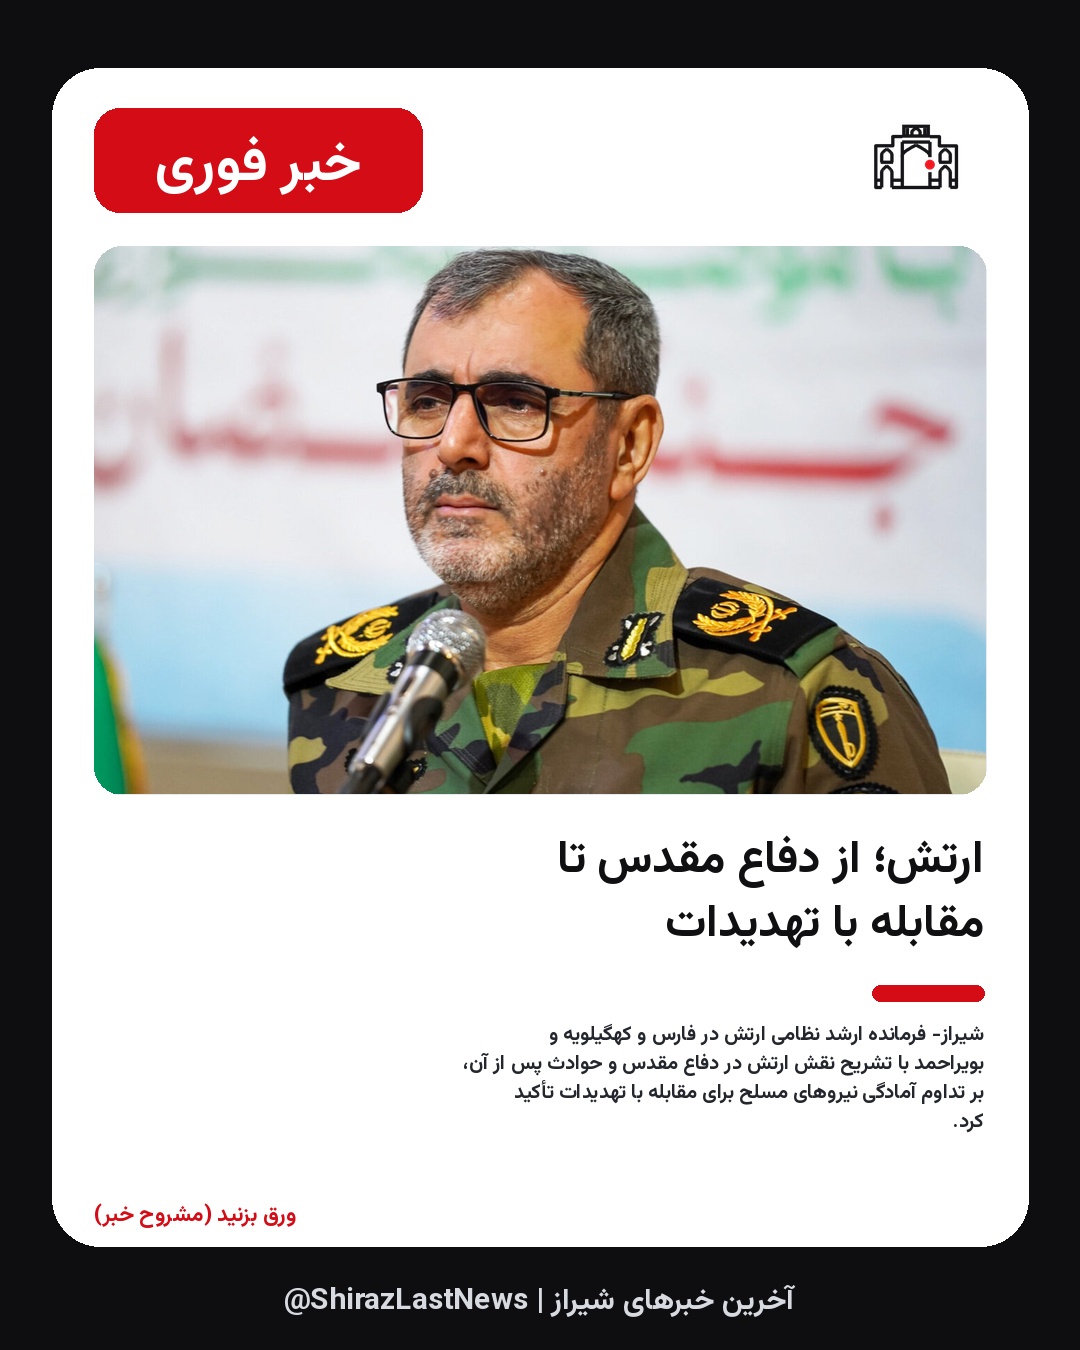 خبر فوری
ارتش؛ از دفاع مقدس تا
مقابله با تهدیدات
شیراز- فرمانده ارشد نظامی ارتش در فارس و کهگیلویه و
بویراحمد با تشریح نقش ارتش در دفاع مقدس و حوادث پس از آن،
بر تداوم آمادگی نیروهای مسلح برای مقابله با تهدیدات تأکید
کرد.
ورق بزنید (مشروح خبر)
آخرین خبرهای شیراز | @ShirazLastNews